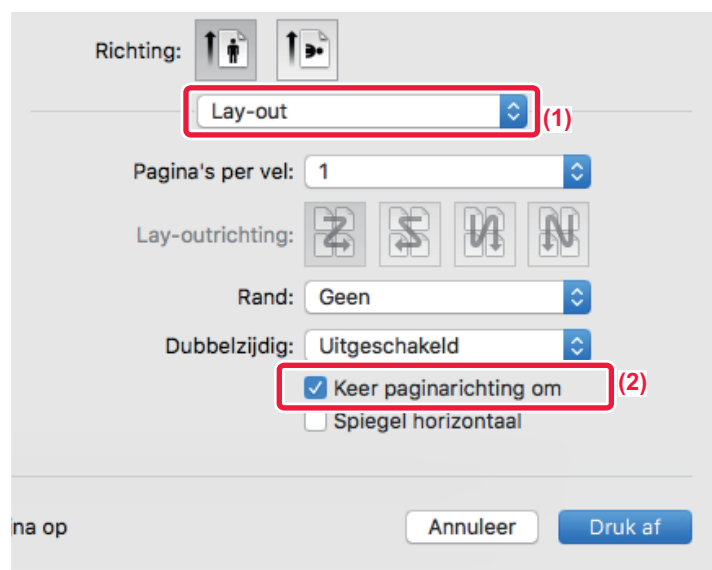 Richting:
Lay-out
(1)
Pagina's per vel: 1
Lay-outrichting:
Rand: Geen
Dubbelzijdig: Uitgeschakeld
Keer paginarichting om
(2)
Spiegel horizontaal
na op
Annuleer
Druk af